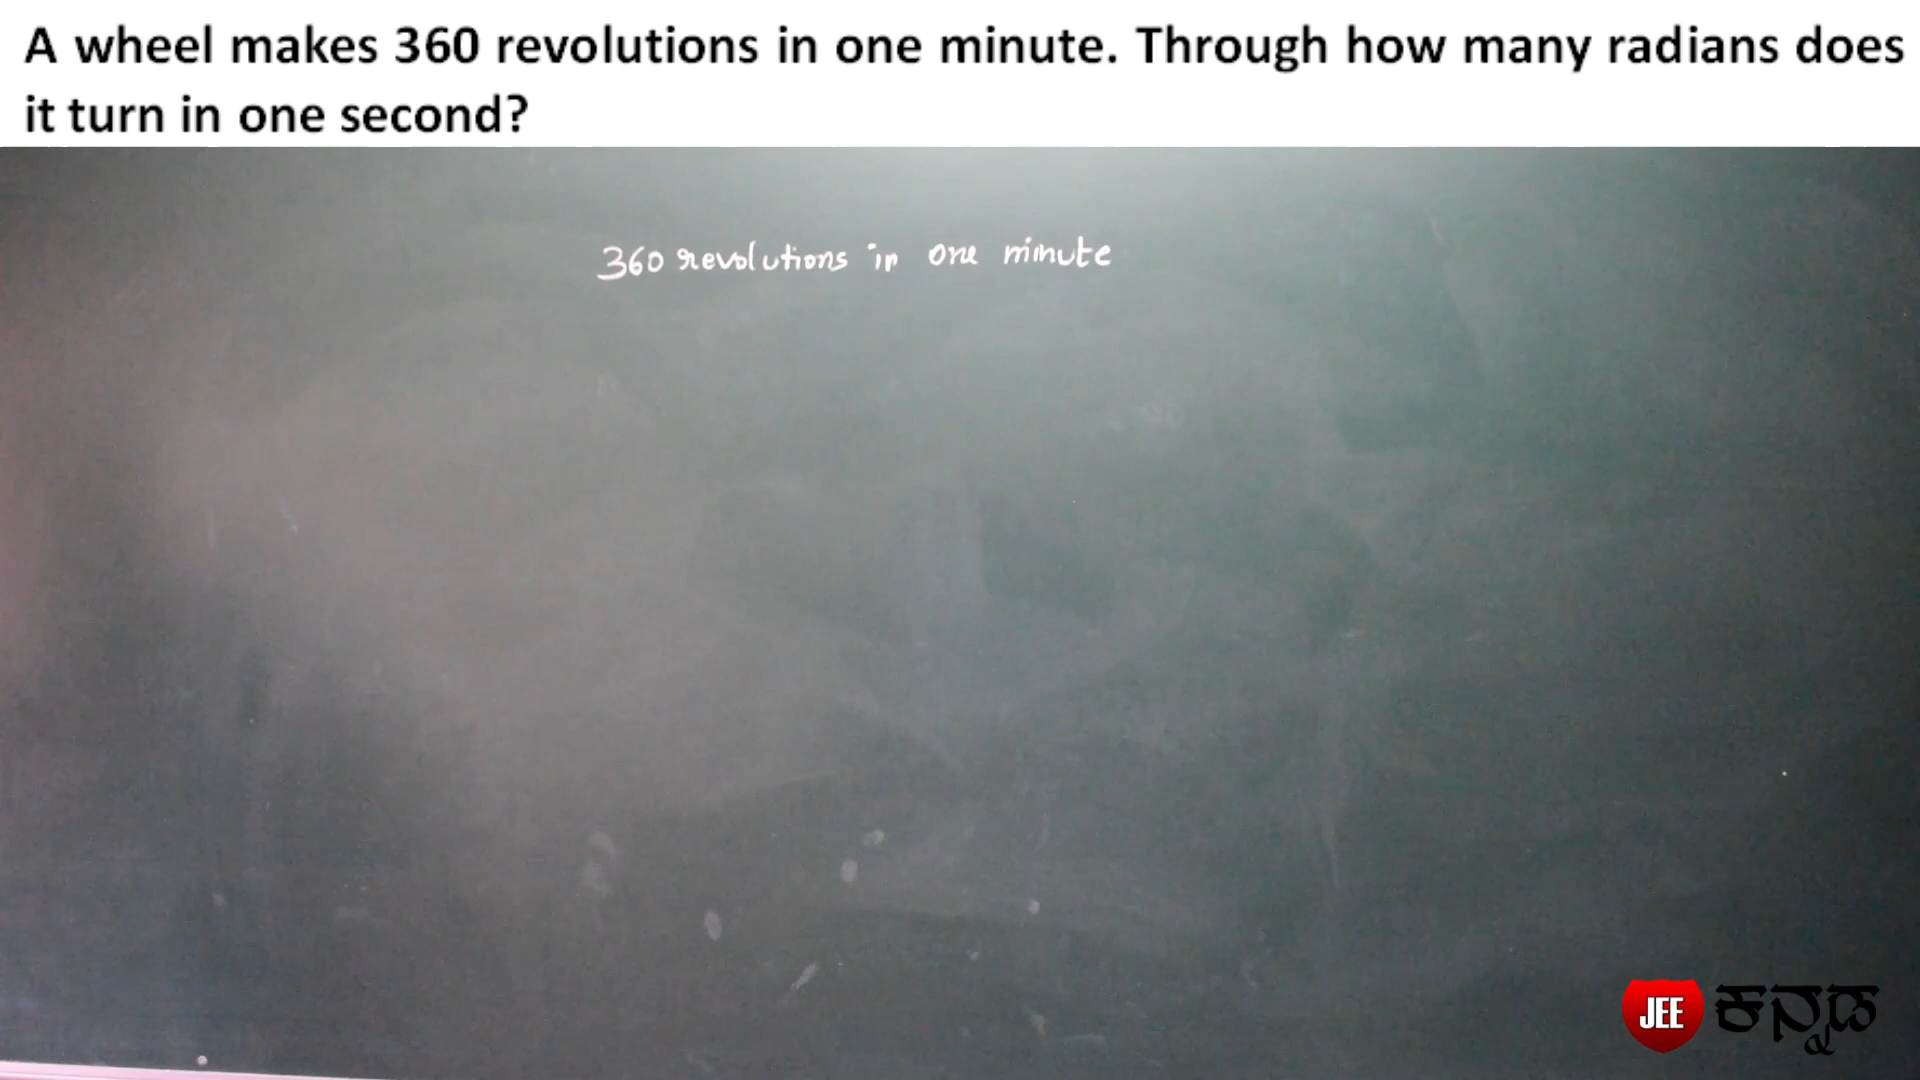 A wheel makes 360 revolutions in one minute. Through how many radians does
it turn in one second?
360 revolutions in one minute
JEE ಕನ್ನಡ